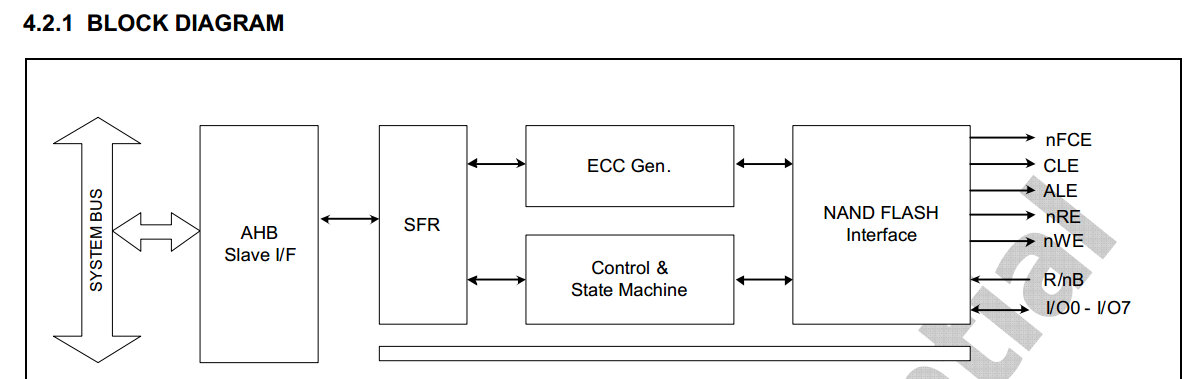 4.2.1 BLOCK DIAGRAM
SYSTEM BUS
AHB
Slave I/F
SFR
ECC Gen.
Control &
State Machine
NAND FLASH
Interface
nFCE
CLE
ALE
nRE
nWE
R/nB
I/O0 - I/O7
ntial